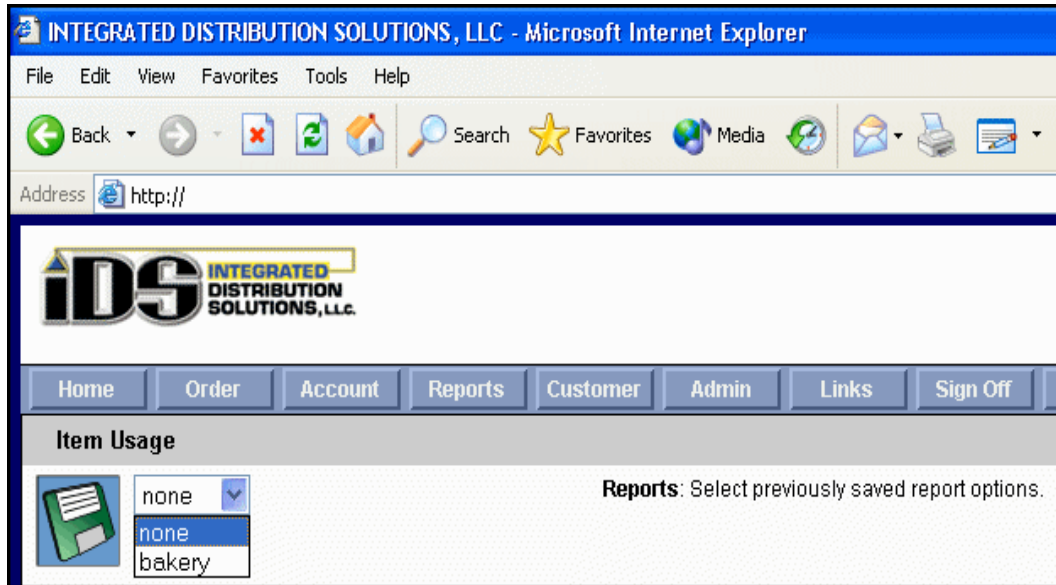 INTEGRATED DISTRIBUTION SOLUTIONS, LLC - Microsoft Internet Explorer
File Edit View Favorites Tools Help
Back Search Favorites Media
Address http://
iDS INTEGRATED
DISTRIBUTION
SOLUTIONS, LLC.
Home Order Account Reports Customer Admin Links Sign Off
Item Usage
none Reports: Select previously saved report options.
none
bakery